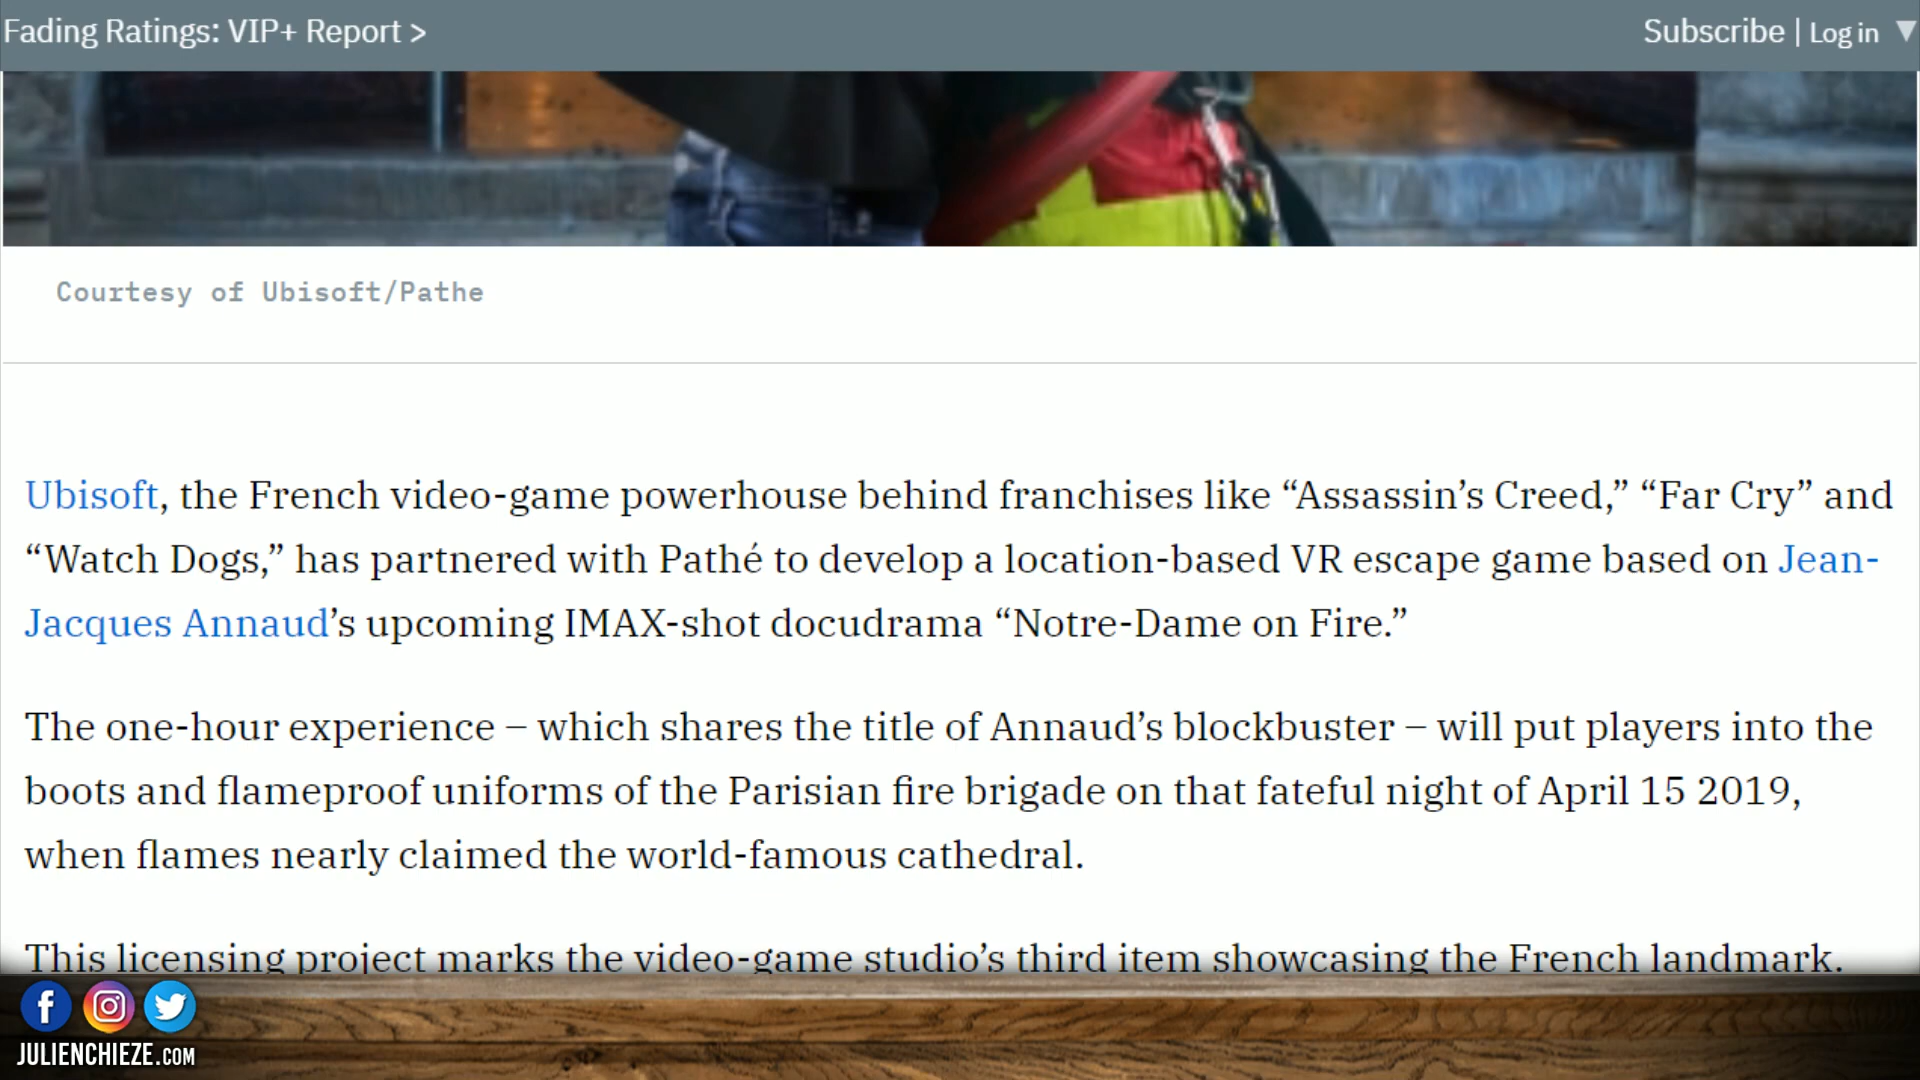 Fading Ratings: VIP+ Report >
Subscribe | Log in ▼
Courtesy of Ubisoft/Pathe
Ubisoft, the French video-game powerhouse behind franchises like “Assassin’s Creed,” “Far Cry” and
“Watch Dogs,” has partnered with Pathé to develop a location-based VR escape game based on Jean-
Jacques Annaud’s upcoming IMAX-shot docudrama “Notre-Dame on Fire.”
The one-hour experience – which shares the title of Annaud’s blockbuster – will put players into the
boots and flameproof uniforms of the Parisian fire brigade on that fateful night of April 15 2019,
when flames nearly claimed the world-famous cathedral.
This licensing project marks the video-game studio’s third item showcasing the French landmark.
JULIENCHIEZE.COM